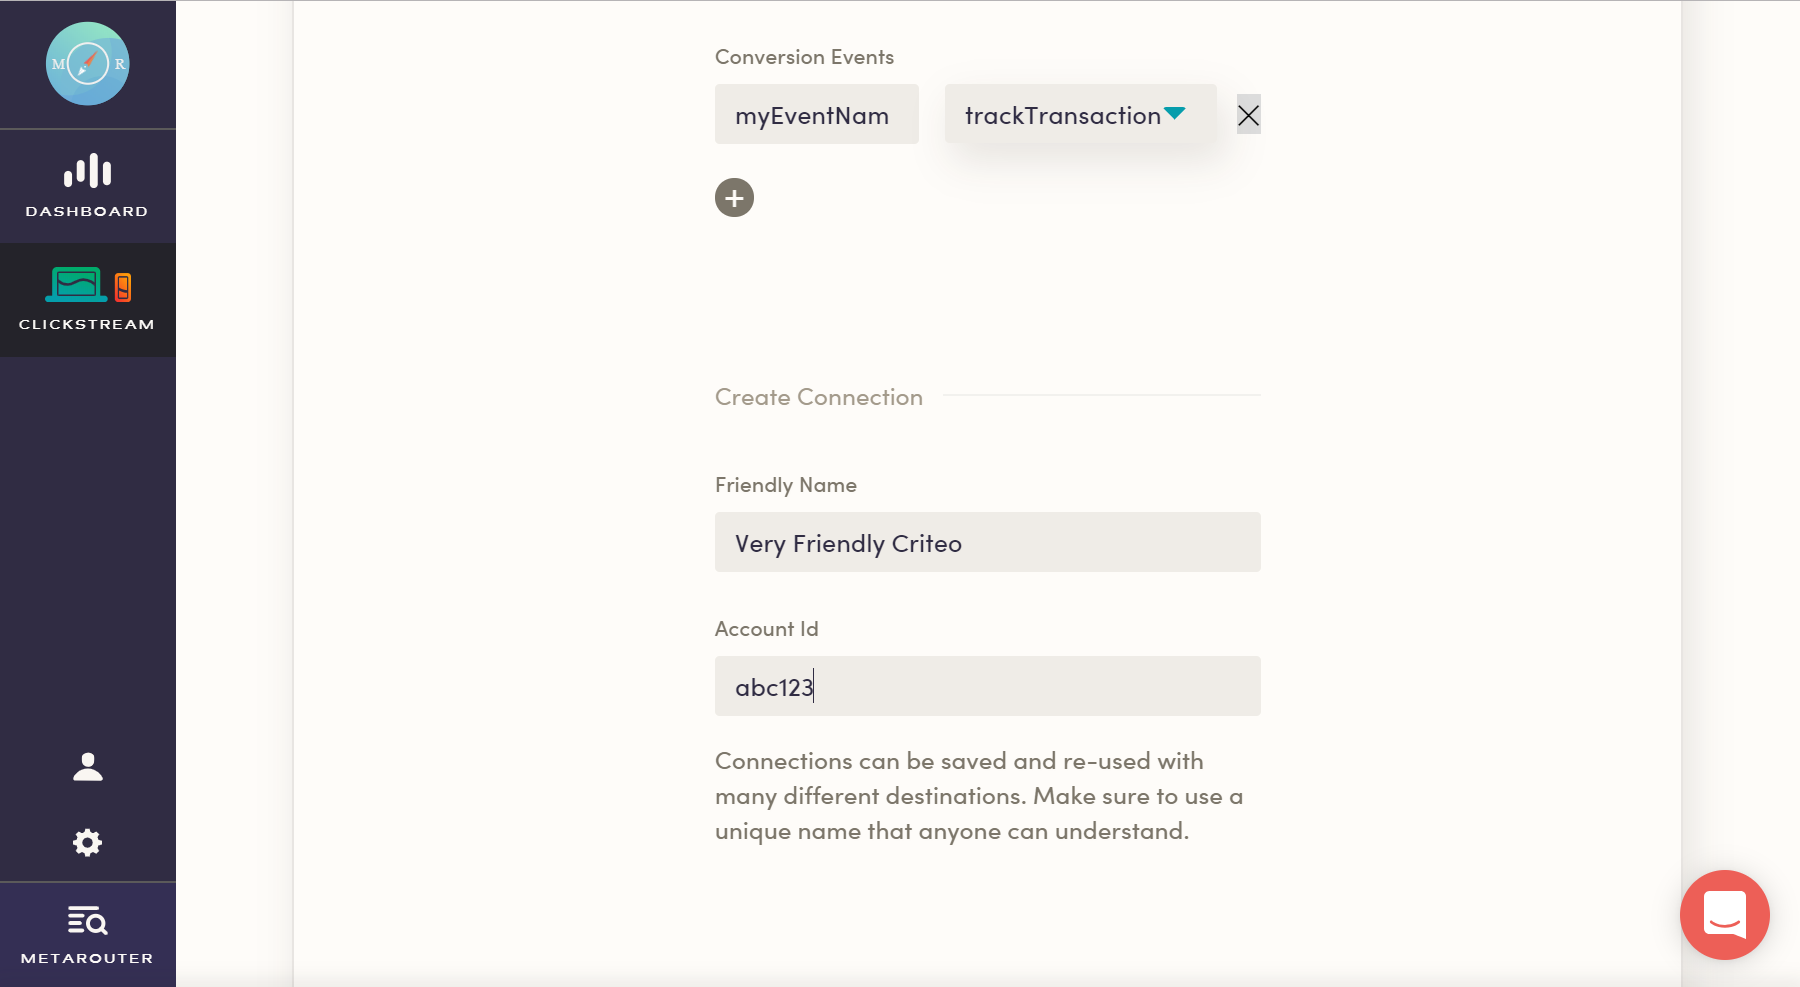 M R
DASHBOARD
CLICKSTREAM
METAROUTER
Conversion Events
myEventNam
trackTransaction
Create Connection
Friendly Name
Very Friendly Criteo
Account Id
abc123
Connections can be saved and re-used with
many different destinations. Make sure to use a
unique name that anyone can understand.